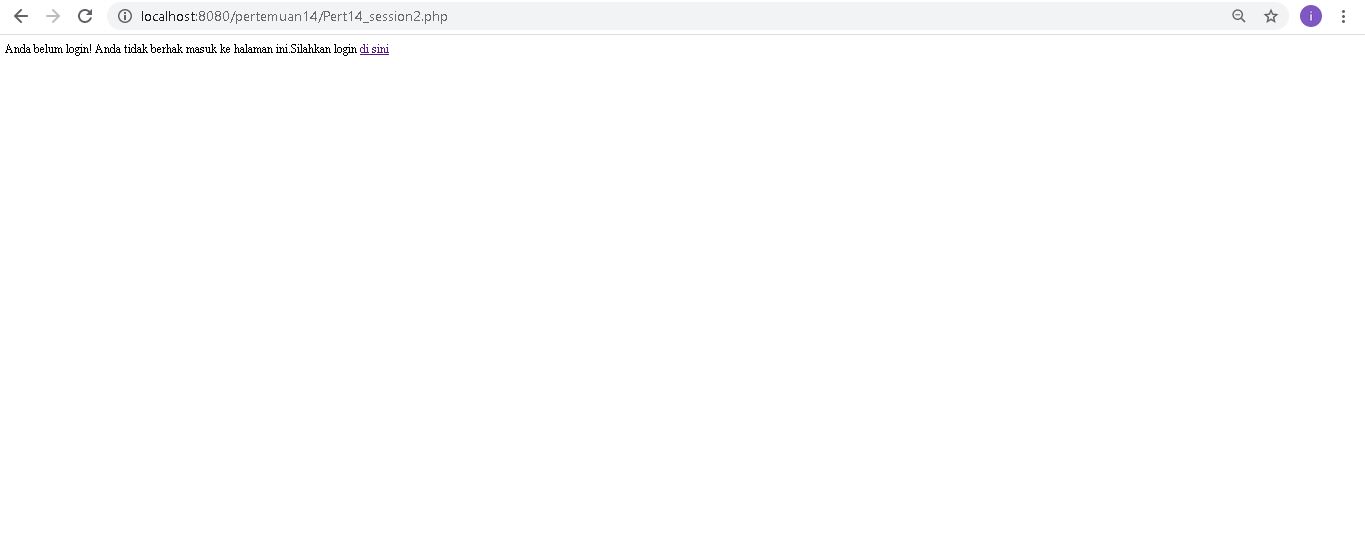 localhost:8080/pertemuan14/Pert14_session2.php
i
Anda belum login! Anda tidak berhak masuk ke halaman ini.Silahkan login di sini